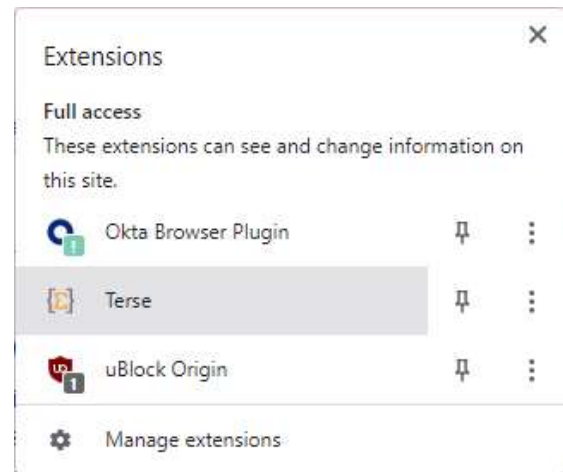 Extensions
Full access
These extensions can see and change information on
this site.
Okta Browser Plugin
Terse
uBlock Origin
1
Manage extensions